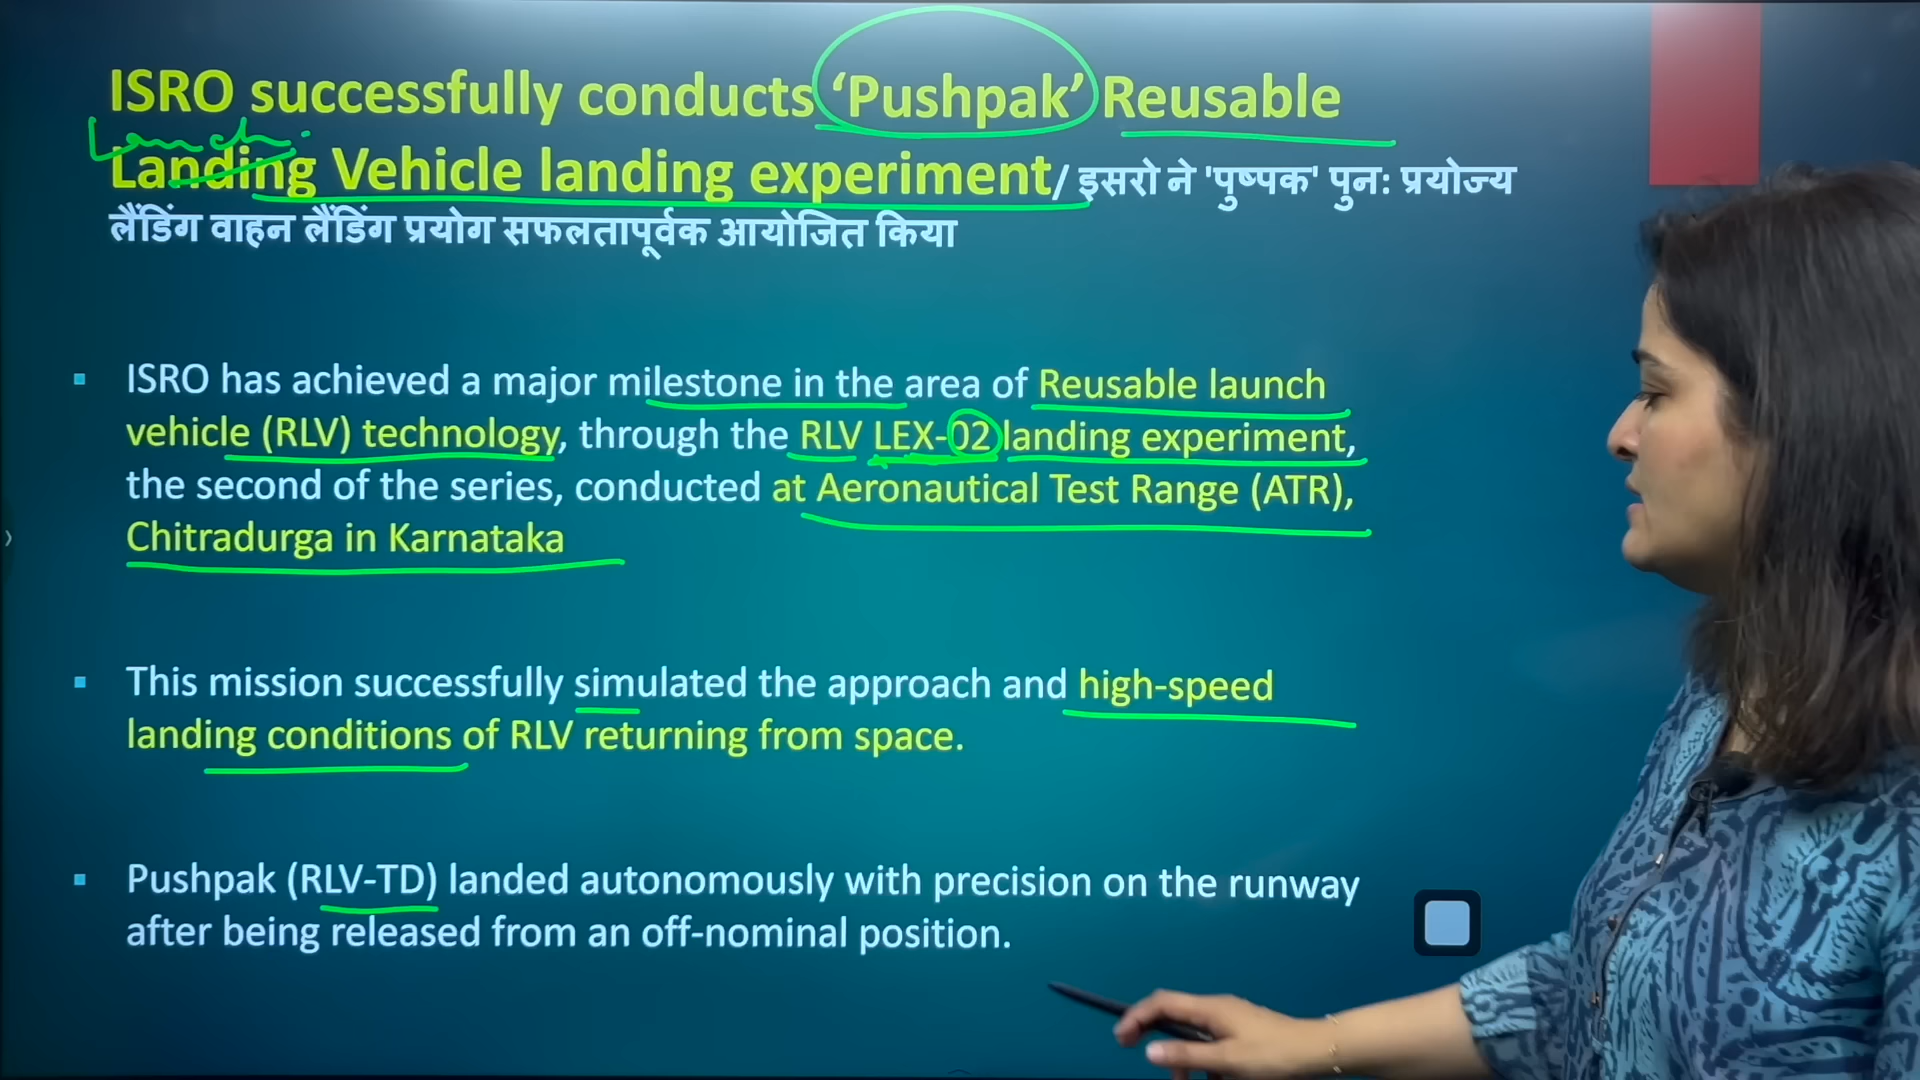 ISRO successfully conducts ‘Pushpak’ Reusable
Launch
Landing Vehicle landing experiment/ इसरो ने 'पुष्पक' पुन: प्रयोज्य
लैंडिंग वाहन लैंडिंग प्रयोग सफलतापूर्वक आयोजित किया
ISRO has achieved a major milestone in the area of Reusable launch
vehicle (RLV) technology, through the RLV LEX-02 landing experiment,
the second of the series, conducted at Aeronautical Test Range (ATR),
Chitradurga in Karnataka
This mission successfully simulated the approach and high-speed
landing conditions of RLV returning from space.
Pushpak (RLV-TD) landed autonomously with precision on the runway
after being released from an off-nominal position.